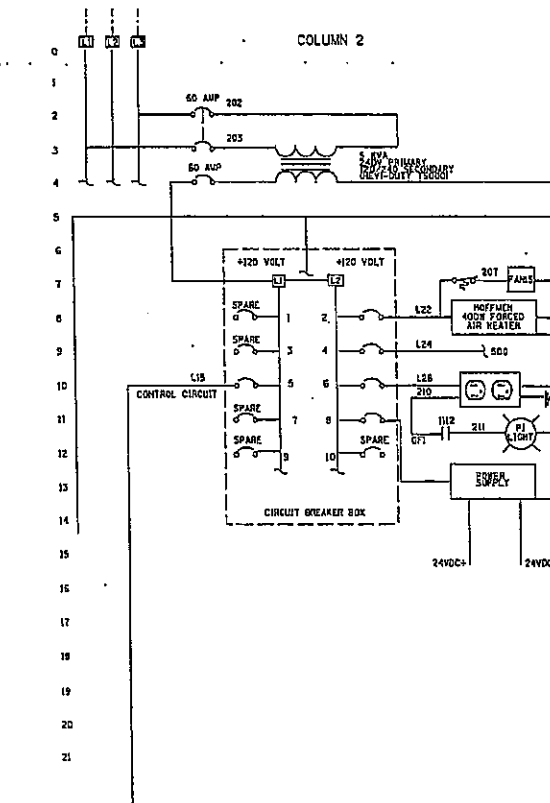 L1 L2 L3
COLUMN 2
0
1
2
60 AMP 202
203
3
5 KVA
240V PRIMARY
120/240 SECONDARY
60 AMP
4
5
6
+120 VOLT +120 VOLT
7
L1 L2
207
FANS
SPARE
8
1
2
L22
HOFFMEN
400W FORCED
AIR HEATER
SPARE
9
3
4
L24
500
10
L15
CONTROL CIRCUIT
5
6
L26
210
SPARE
11
7
8
GFI
1112
211
PJ
LIGHT
SPARE
12
9
10
SPARE
13
POWER
SUPPLY
CIRCUIT BREAKER BOX
14
15
24VDC+
24VDC
16
17
18
19
20
21